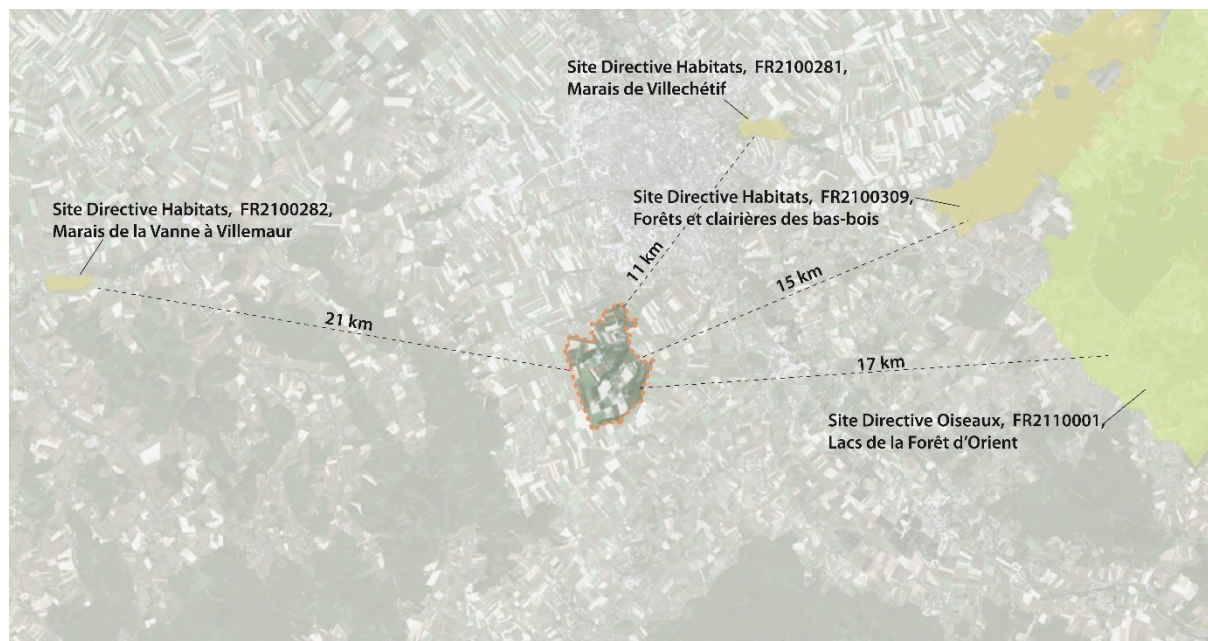 Site Directive Habitats, FR2100281,
Marais de Villechétif
Site Directive Habitats, FR2100309,
Forêts et clairières des bas-bois
Site Directive Habitats, FR2100282,
Marais de la Vanne à Villemaur
11 km
15 km
21 km
17 km
Site Directive Oiseaux, FR2110001,
Lacs de la Forêt d'Orient